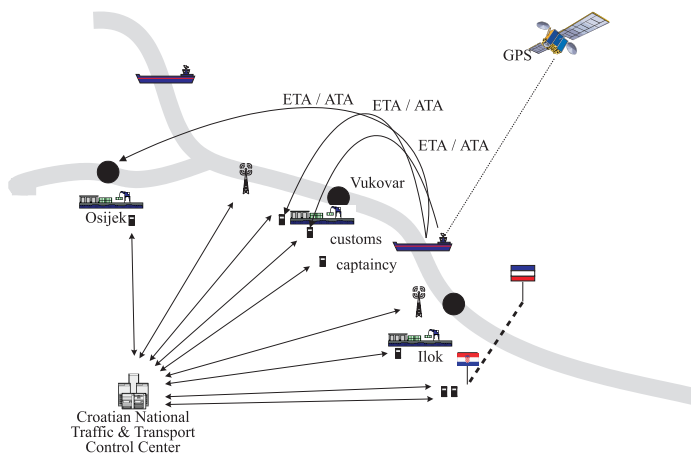 GPS
ETA / ATA
ETA / ATA
ETA / ATA
Vukovar
Osijek
customs
captaincy
Ilok
Croatian National
Traffic & Transport
Control Center